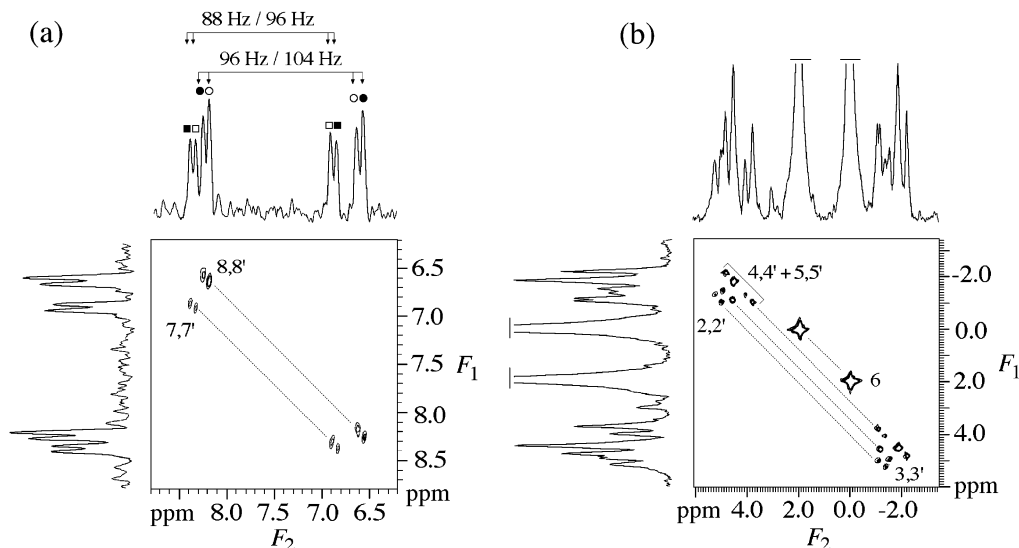 (a)
88 Hz / 96 Hz
96 Hz / 104 Hz
8,8'
7,7'
6.5
7.0
7.5
8.0
8.5
ppm
F1
ppm 8.0 7.5 7.0 6.5
F2
(b)
4,4' + 5,5'
2,2'
6
3,3'
-2.0
0.0
2.0
4.0
ppm
F1
ppm 4.0 2.0 0.0 -2.0
F2